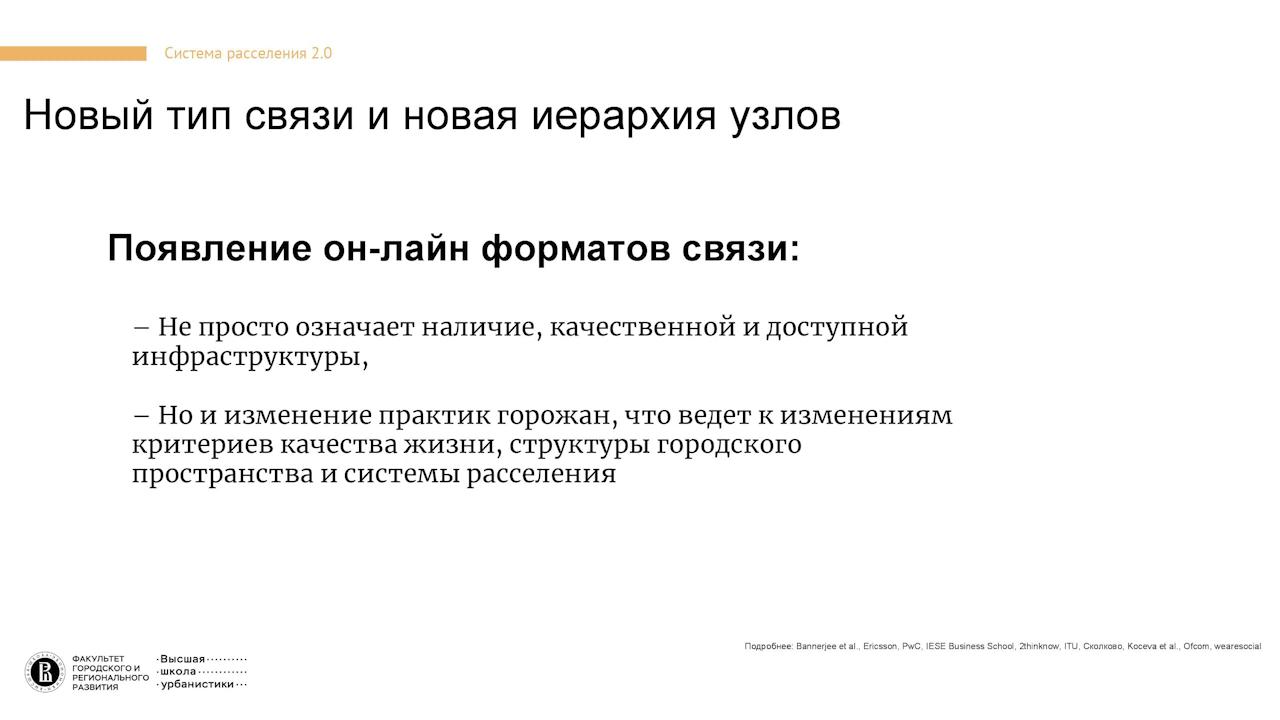 Система расселения 2.0
Новый тип связи и новая иерархия узлов
Появление он-лайн форматов связи:
– Не просто означает наличие, качественной и доступной
инфраструктуры,
– Но и изменение практик горожан, что ведет к изменениям
критериев качества жизни, структуры городского
пространства и системы расселения
Подробнее: Bannerjee et al., Ericsson, PwC, IESE Business School, 2thinknow, ITU, Сколково, Koceva et al., Ofcom, wearesocial
ФАКУЛЬТЕТ
ГОРОДСКОГО И
РЕГИОНАЛЬНОГО
РАЗВИТИЯ
·Высшая··········
·школа············
·урбанистики···